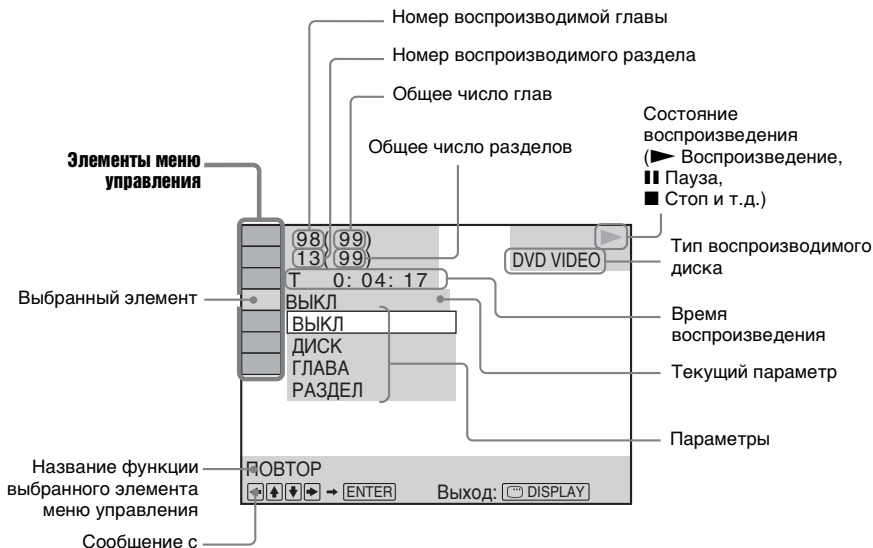 Номер воспроизводимой главы
Номер воспроизводимого раздела
Общее число глав
Общее число разделов
Состояние
воспроизведения
(► Воспроизведение,
II Пауза,
■ Стоп и т.д.)
Элементы меню
управления
98( 99)
13( 99)
DVD VIDEO
Тип воспроизводимого
диска
T 0: 04: 17
Выбранный элемент
ВЫКЛ
ВЫКЛ
ДИСК
ГЛАВА
РАЗДЕЛ
Время
воспроизведения
Текущий параметр
Параметры
Название функции
выбранного элемента
меню управления
ПОВТОР
←↑↓→ → ENTER Выход: DISPLAY
Сообщение с